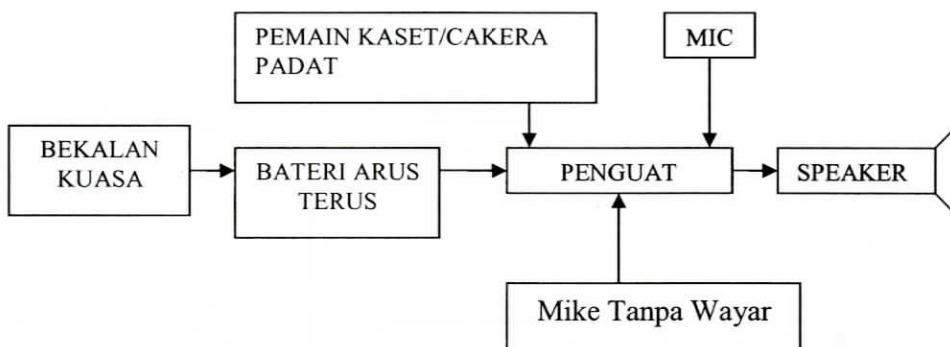 PEMAIN KASET/CAKERA
PADAT
MIC
BEKALAN
KUASA
BATERI ARUS
TERUS
PENGUAT
SPEAKER
Mike Tanpa Wayar